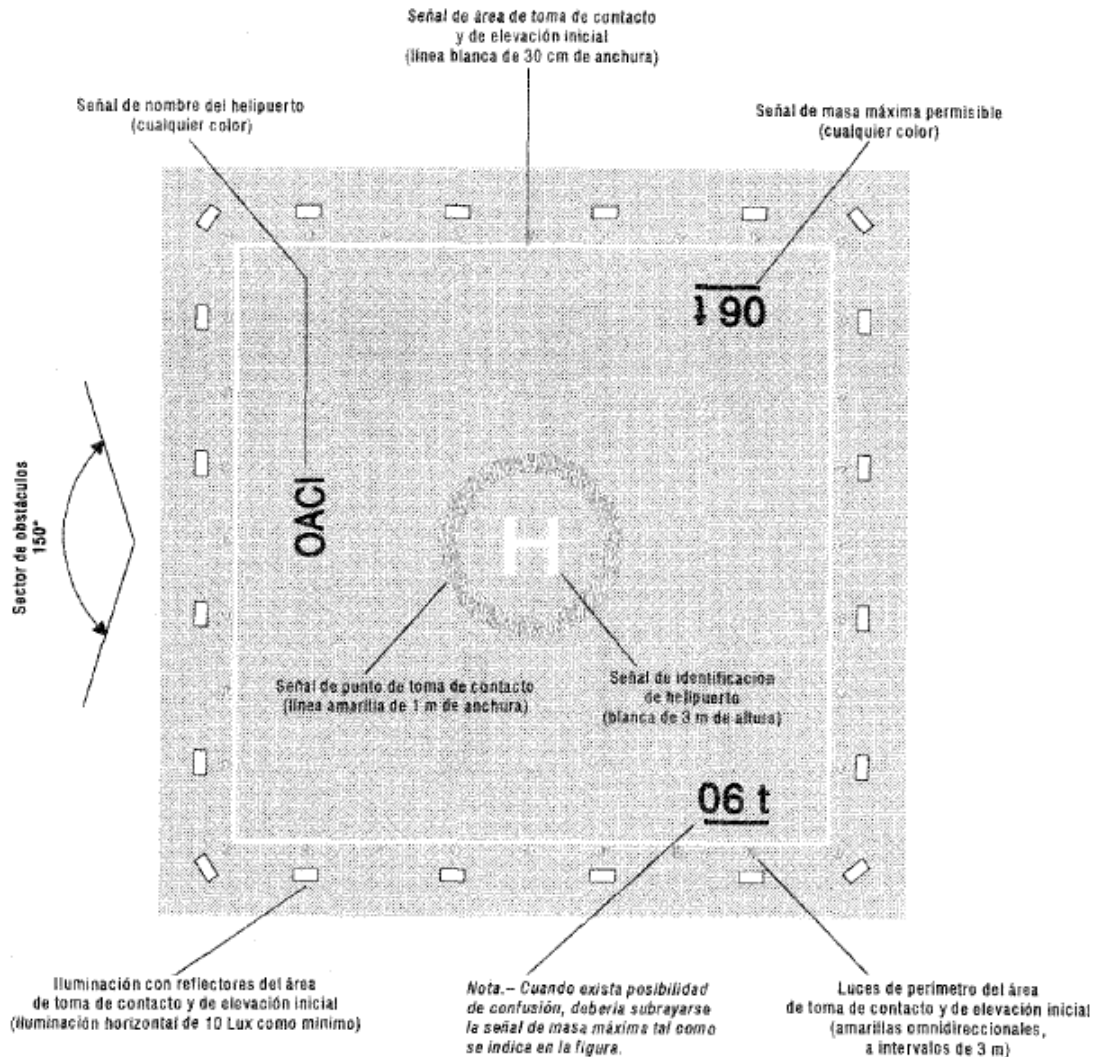 Señal de área de toma de contacto
y de elevación inicial
(línea blanca de 30 cm de anchura)
Señal de nombre del helipuerto
(cualquier color)
Señal de masa máxima permisible
(cualquier color)
06 t
Sector de obstáculos
150°
OACI
H
Señal de punto de toma de contacto
(línea amarilla de 1 m de anchura)
Señal de identificación
de helipuerto
(blanca de 3 m de altura)
06 t
Iluminación con reflectores del área
de toma de contacto y de elevación inicial
(iluminación horizontal de 10 Lux como mínimo)
Nota.– Cuando exista posibilidad
de confusión, debería subrayarse
la señal de masa máxima tal como
se indica en la figura.
Luces de perímetro del área
de toma de contacto y de elevación inicial
(amarillas omnidireccionales,
a intervalos de 3 m)